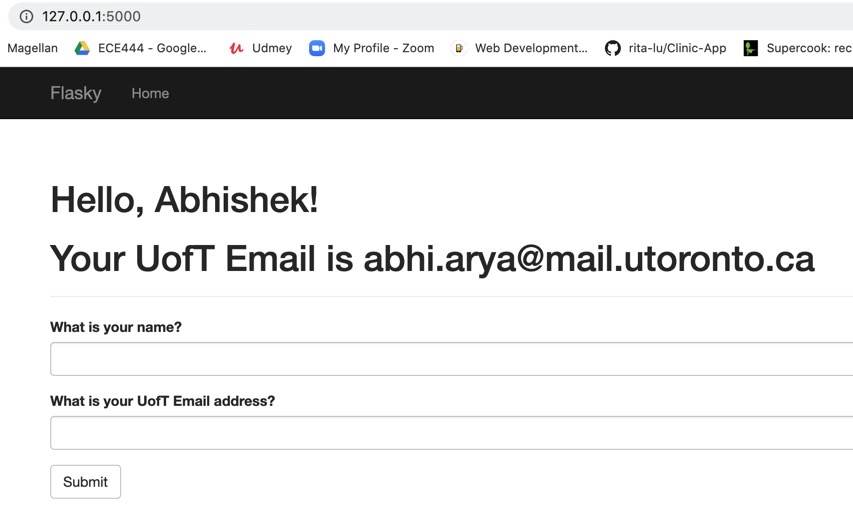 127.0.0.1:5000
Magellan ECE444 - Google... Udmey My Profile - Zoom Web Development... rita-lu/Clinic-App Supercook: rec
Flasky Home
Hello, Abhishek!
Your UofT Email is abhi.arya@mail.utoronto.ca
What is your name?
What is your UofT Email address?
Submit